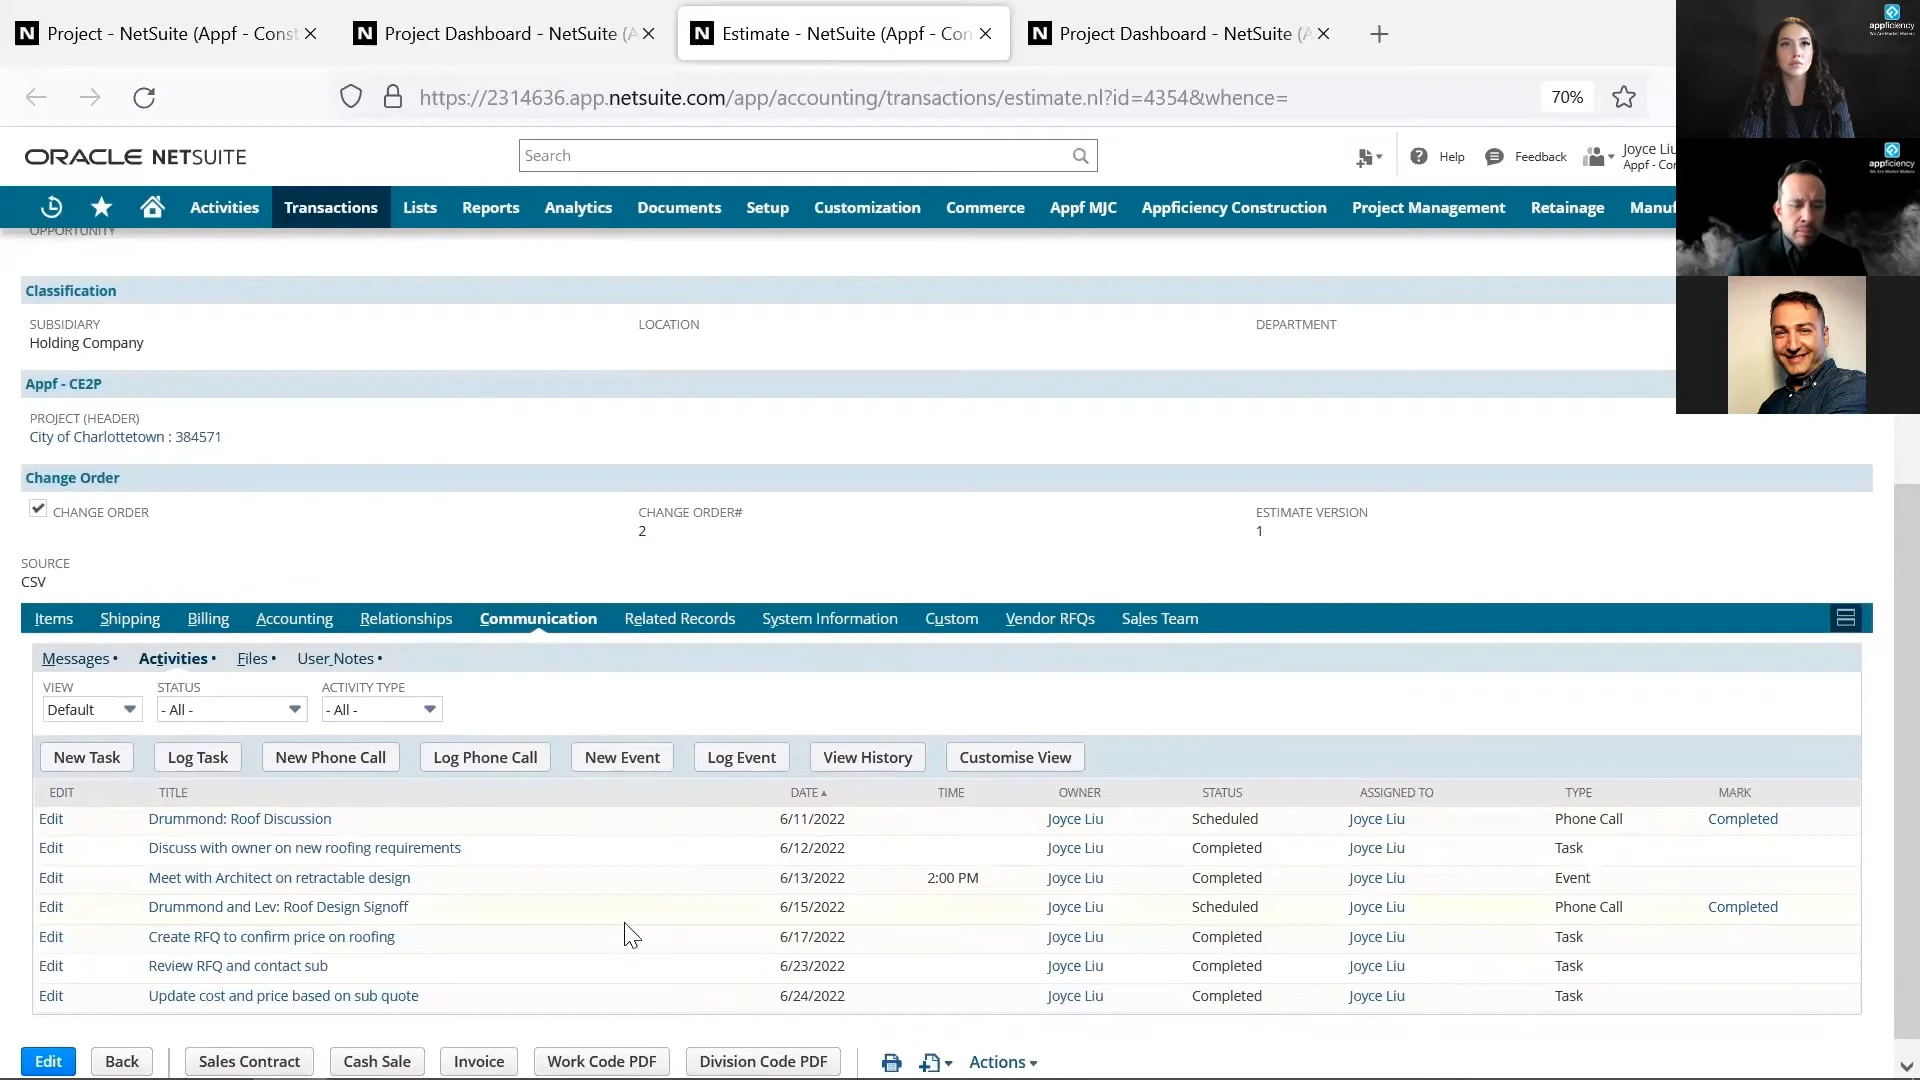 Project - NetSuite (Appf - Const
Project Dashboard - NetSuite (A
Estimate - NetSuite (Appf - Con
Project Dashboard - NetSuite (A
https://2314636.app.netsuite.com/app/accounting/transactions/estimate.nl?id=4354&whence=
70%
appficiency
We Are Market Makers
ORACLE NETSUITE
Search
Help
Feedback
Joyce Liu
Appf - Con
appficiency
Activities Transactions Lists Reports Analytics Documents Setup Customization Commerce Appf MJC Appficiency Construction Project Management Retainage Manuf
OPPORTUNITY
Classification
SUBSIDIARY LOCATION DEPARTMENT
Holding Company
Appf - CE2P
PROJECT (HEADER)
City of Charlottetown : 384571
Change Order
CHANGE ORDER CHANGE ORDER# ESTIMATE VERSION
2 1
SOURCE
CSV
Items Shipping Billing Accounting Relationships Communication Related Records System Information Custom Vendor RFQs Sales Team
Messages • Activities • Files • User Notes •
VIEW STATUS ACTIVITY TYPE
Default - All - - All -
New Task Log Task New Phone Call Log Phone Call New Event Log Event View History Customise View
EDIT TITLE DATE TIME OWNER STATUS ASSIGNED TO TYPE MARK
Edit Drummond: Roof Discussion 6/11/2022 Joyce Liu Scheduled Joyce Liu Phone Call Completed
Edit Discuss with owner on new roofing requirements 6/12/2022 Joyce Liu Completed Joyce Liu Task
Edit Meet with Architect on retractable design 6/13/2022 2:00 PM Joyce Liu Completed Joyce Liu Event
Edit Drummond and Lev: Roof Design Signoff 6/15/2022 Joyce Liu Scheduled Joyce Liu Phone Call Completed
Edit Create RFQ to confirm price on roofing 6/17/2022 Joyce Liu Completed Joyce Liu Task
Edit Review RFQ and contact sub 6/23/2022 Joyce Liu Completed Joyce Liu Task
Edit Update cost and price based on sub quote 6/24/2022 Joyce Liu Completed Joyce Liu Task
Edit Back Sales Contract Cash Sale Invoice Work Code PDF Division Code PDF Actions